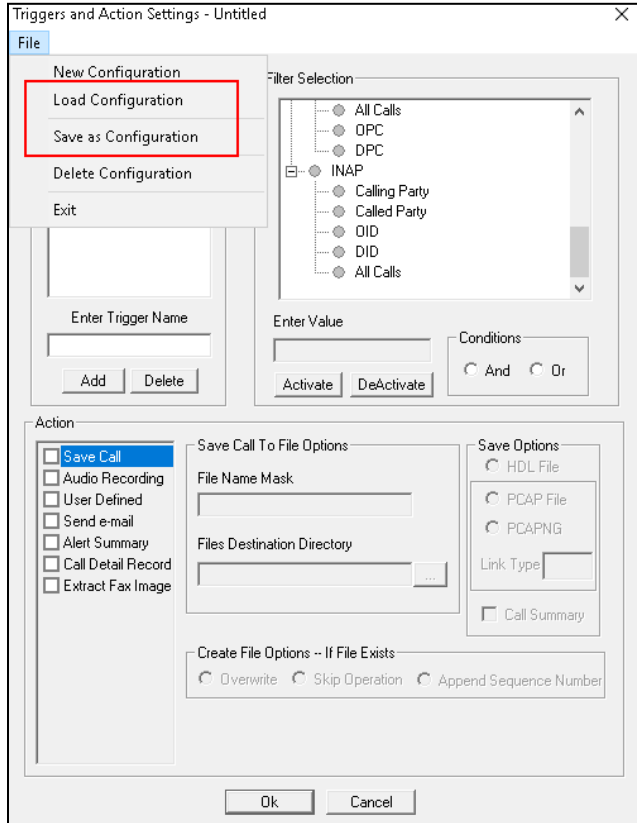 Triggers and Action Settings - Untitled
File
New Configuration
Load Configuration
Save as Configuration
Delete Configuration
Exit
Filter Selection
All Calls
OPC
DPC
INAP
Calling Party
Called Party
OID
DID
All Calls
Enter Trigger Name
Add Delete
Enter Value
Activate DeActivate
Conditions
And Or
Action
Save Call
Audio Recording
User Defined
Send e-mail
Alert Summary
Call Detail Record
Extract Fax Image
Save Call To File Options
File Name Mask
Files Destination Directory
...
Save Options
HDL File
PCAP File
PCAPNG
Link Type
Call Summary
Create File Options -- If File Exists
Overwrite Skip Operation Append Sequence Number
Ok Cancel